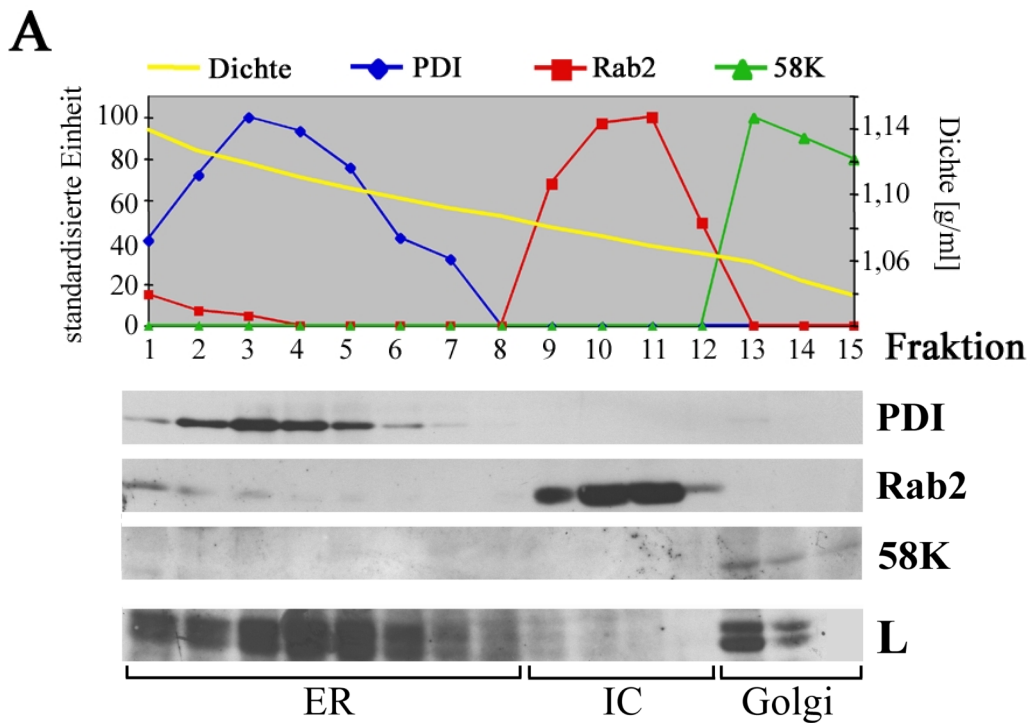 A
Dichte PDI Rab2 58K
standardisierte Einheit
100
80
60
40
20
0
1,14
1,10
1,06
Dichte [g/ml]
1 2 3 4 5 6 7 8 9 10 11 12 13 14 15 Fraktion
PDI
Rab2
58K
L
ER IC Golgi